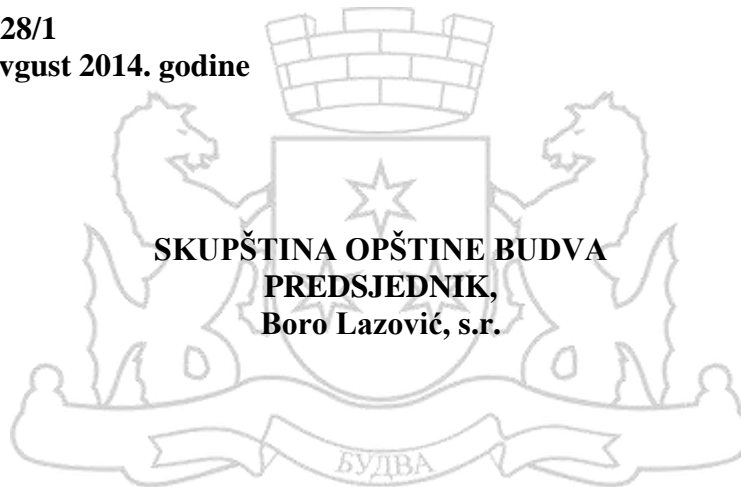 28/1
vgust 2014. godine
SKUPŠTINA OPŠTINE BUDVA
PREDSJEDNIK,
Boro Lazović, s.r.
БУДВА